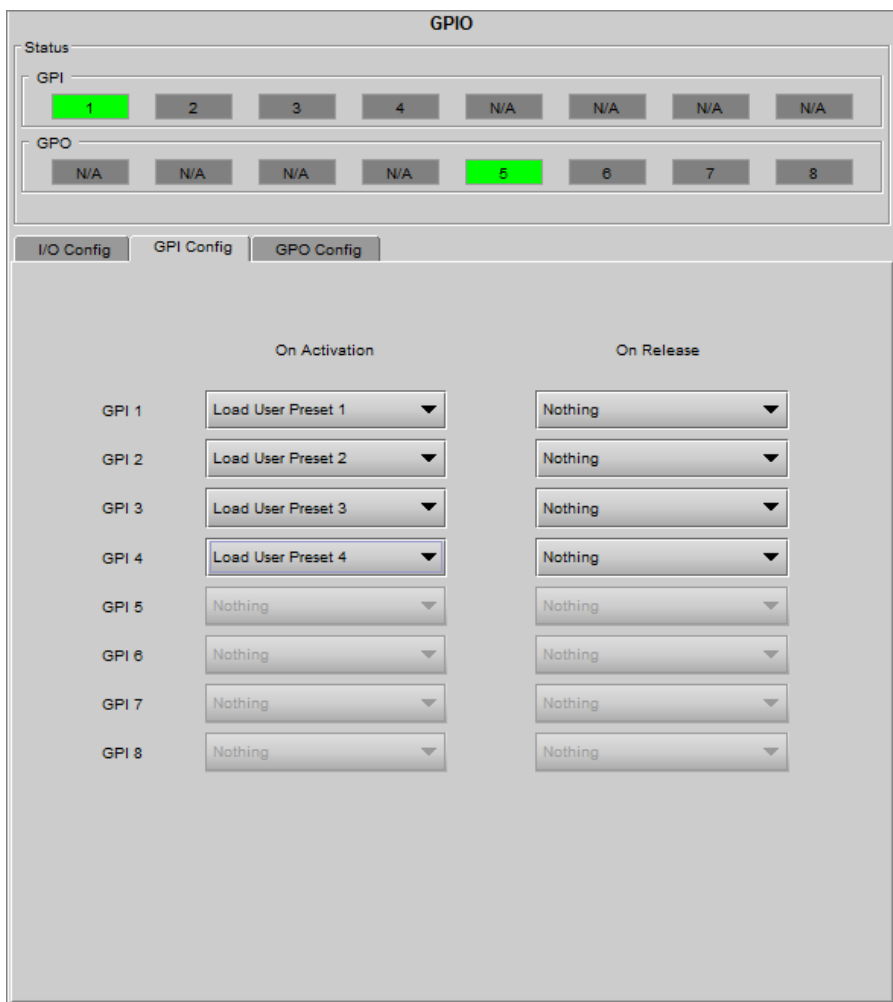 GPIO
Status
GPI
1 2 3 4 N/A N/A N/A N/A
GPO
N/A N/A N/A N/A 5 6 7 8
I/O Config GPI Config GPO Config
On Activation On Release
GPI 1 Load User Preset 1 Nothing
GPI 2 Load User Preset 2 Nothing
GPI 3 Load User Preset 3 Nothing
GPI 4 Load User Preset 4 Nothing
GPI 5 Nothing Nothing
GPI 6 Nothing Nothing
GPI 7 Nothing Nothing
GPI 8 Nothing Nothing